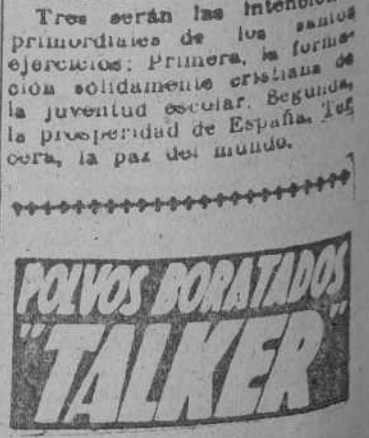 Tres serán las intencion
primordiales de los santos
ejercicios: Primera, la forma-
ción sólidamente cristiana de
la juventud escolar. Segunda,
la prosperidad de España. Ter
cera, la paz del mundo.
POLVOS BORATADOS
"TALKER"